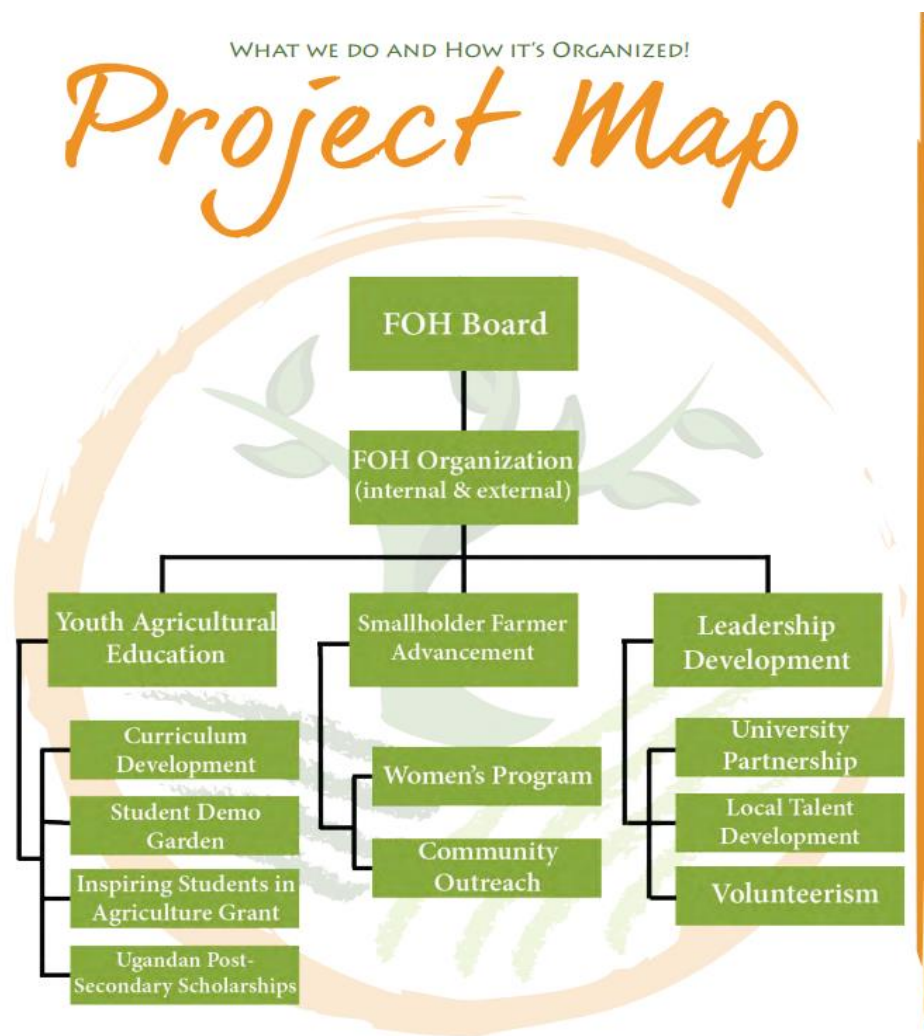 What we do and How it's Organized!
Project Map
FOH Board
FOH Organization
(internal & external)
Youth Agricultural
Education
Curriculum
Development
Student Demo
Garden
Inspiring Students in
Agriculture Grant
Ugandan Post-
Secondary Scholarships
Smallholder Farmer
Advancement
Women's Program
Community
Outreach
Leadership
Development
University
Partnership
Local Talent
Development
Volunteerism